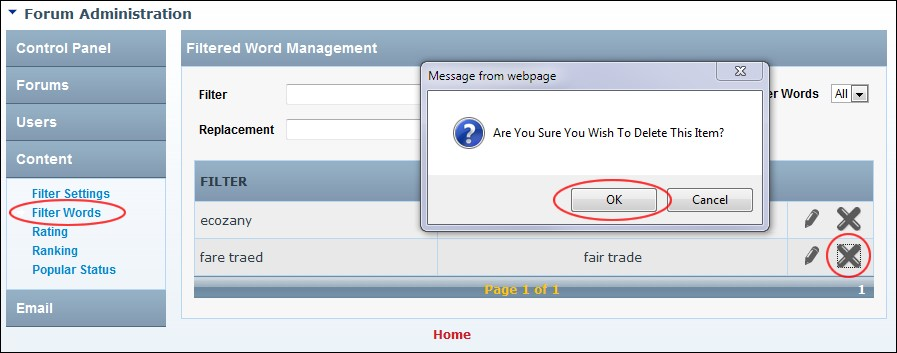 Forum Administration
Control Panel
Forums
Users
Content
Filter Settings
Filter Words
Rating
Ranking
Popular Status
Email
Filtered Word Management
Filter
er Words All
Replacement
FILTER
ecozany
fare traed fair trade
Page 1 of 1 1
Message from webpage
Are You Sure You Wish To Delete This Item?
OK Cancel
Home